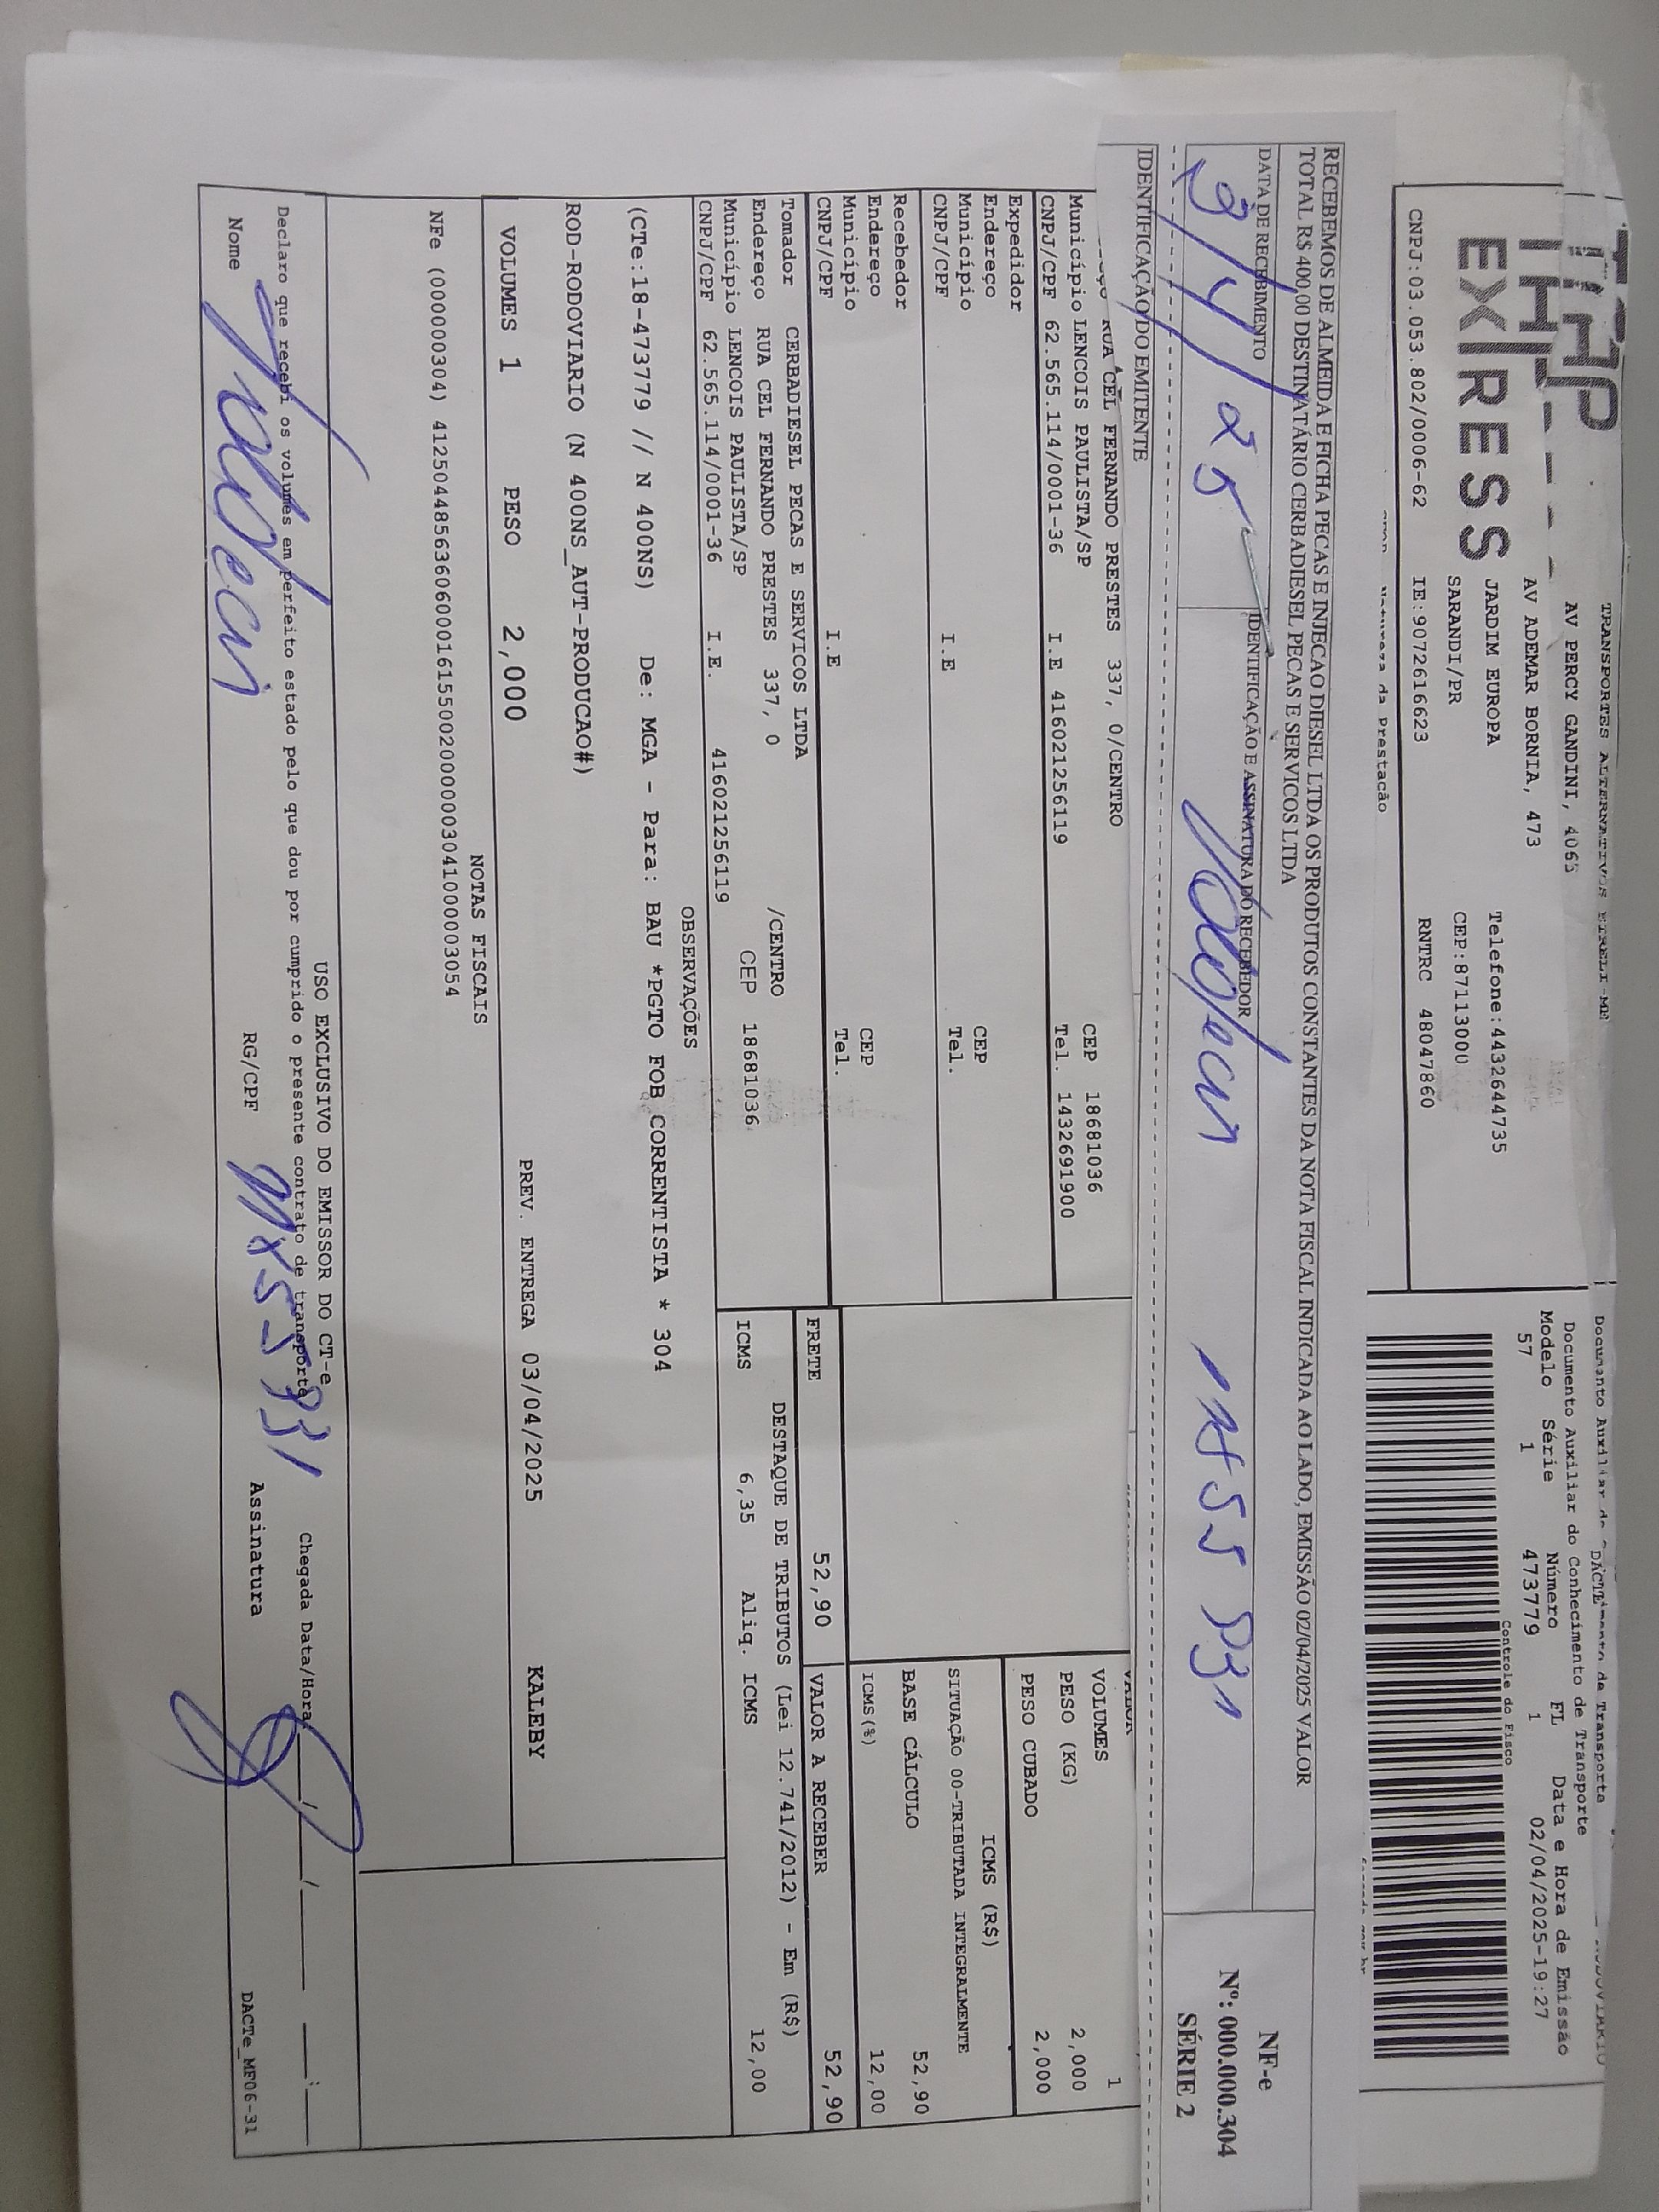 TRANSPORTES ALTERNATIVOS EIRELI-ME
AV PERCY GANDINI, 4065
EXPRESS
AV ADEMAR BORNIA, 473
JARDIM EUROPA Telefone:4432644735
SARANDI/PR CEP:87113000
CNPJ:03.053.802/0006-62 IE:9072616623 RNTRC 48047860
Documento Auxiliar do Conhecimento de Transporte
Modelo Série Número FL Data e Hora de Emissão
57 1 473779 1 02/04/2025-19:27
Controle do Fisco
Natureza da Prestação
RECEBEMOS DE ALMEIDA E FICHA PECAS E INJECAO DIESEL LTDA OS PRODUTOS CONSTANTES DA NOTA FISCAL INDICADA AO LADO, EMISSÃO 02/04/2025 VALOR
TOTAL R$ 400,00 DESTINATÁRIO CERBADIESEL PECAS E SERVICOS LTDA
DATA DE RECEBIMENTO
IDENTIFICAÇÃO E ASSINATURA DO RECEBEDOR
3/4/25
NF-e
Nº: 000.000.304
SÉRIE 2
IDENTIFICAÇÃO DO EMITENTE
RUA CEL FERNANDO PRESTES 337, 0/CENTRO
Município LENCOIS PAULISTA/SP CEP 18681036
CNPJ/CPF 62.565.114/0001-36 I.E 416021256119 Tel. 1432691900
Expedidor
Endereço
Município CEP
CNPJ/CPF I.E Tel.
Recebedor
Endereço
Município CEP
CNPJ/CPF I.E Tel.
VOLUMES 1
PESO (KG) 2,000
PESO CUBADO 2,000
ICMS (R$)
SITUAÇÃO 00-TRIBUTADA INTEGRALMENTE
BASE CÁLCULO 52,90
ICMS(%) 12,00
FRETE 52,90 VALOR A RECEBER 52,90
Tomador CERBADIESEL PECAS E SERVICOS LTDA
Endereço RUA CEL FERNANDO PRESTES 337, 0 /CENTRO
Município LENCOIS PAULISTA/SP CEP 18681036
CNPJ/CPF 62.565.114/0001-36 I.E. 416021256119
DESTAQUE DE TRIBUTOS (Lei 12.741/2012) - Em (R$)
ICMS 6,35 Aliq. ICMS 12,00
OBSERVAÇÕES
(CTe:18-473779 // N 400NS) De: MGA - Para: BAU *PGTO FOB CORRENTISTA * 304
ROD-RODOVIARIO (N 400NS_AUT-PRODUCAO#)
VOLUMES 1 PESO 2,000 PREV. ENTREGA 03/04/2025 KALEBY
NOTAS FISCAIS
NFe (000000304) 41250448563606000161550020000003041000003054
USO EXCLUSIVO DO EMISSOR DO CT-e
Declaro que recebi os volumes em perfeito estado pelo que dou por cumprido o presente contrato de transporte
Chegada Data/Hora:
Nome RG/CPF Assinatura
DACTe_MF06-31